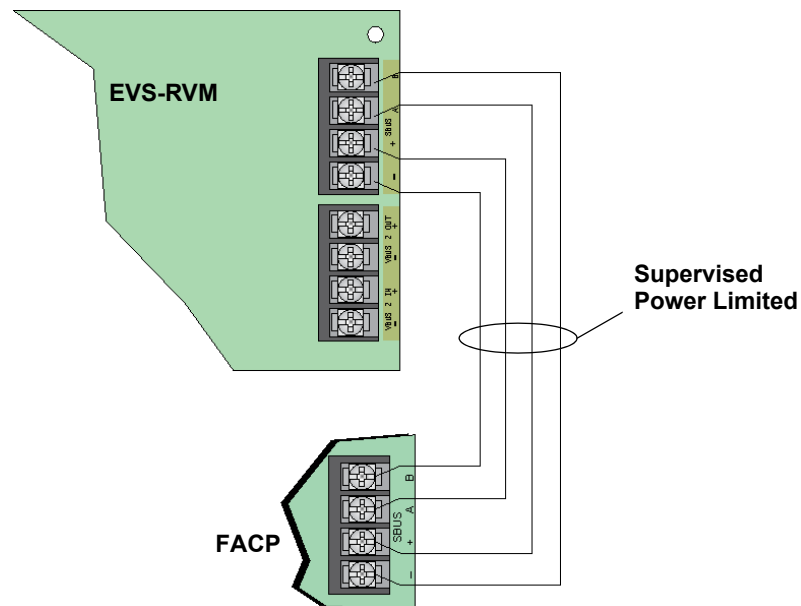 EVS-RVM
B
A
SBUS
+
-
VBUS 2 OUT
+
-
VBUS 2 IN
+
-
Supervised
Power Limited
FACP
B
A
SBUS
+
-